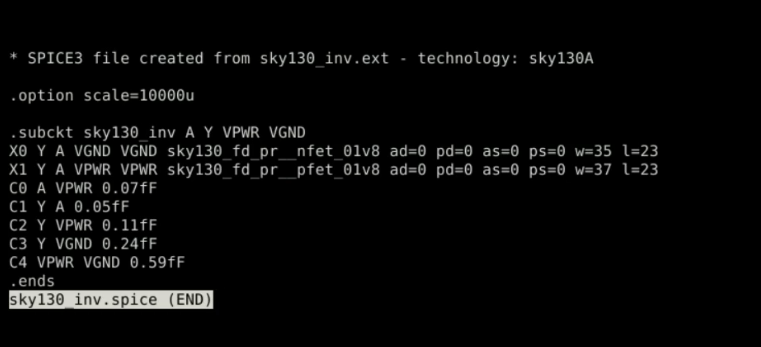 * SPICE3 file created from sky130_inv.ext - technology: sky130A
.option scale=10000u
.subckt sky130_inv A Y VPWR VGND
X0 Y A VGND VGND sky130_fd_pr__nfet_01v8 ad=0 pd=0 as=0 ps=0 w=35 l=23
X1 Y A VPWR VPWR sky130_fd_pr__pfet_01v8 ad=0 pd=0 as=0 ps=0 w=37 l=23
C0 A VPWR 0.07fF
C1 Y A 0.05fF
C2 Y VPWR 0.11fF
C3 Y VGND 0.24fF
C4 VPWR VGND 0.59fF
.ends
sky130_inv.spice (END)